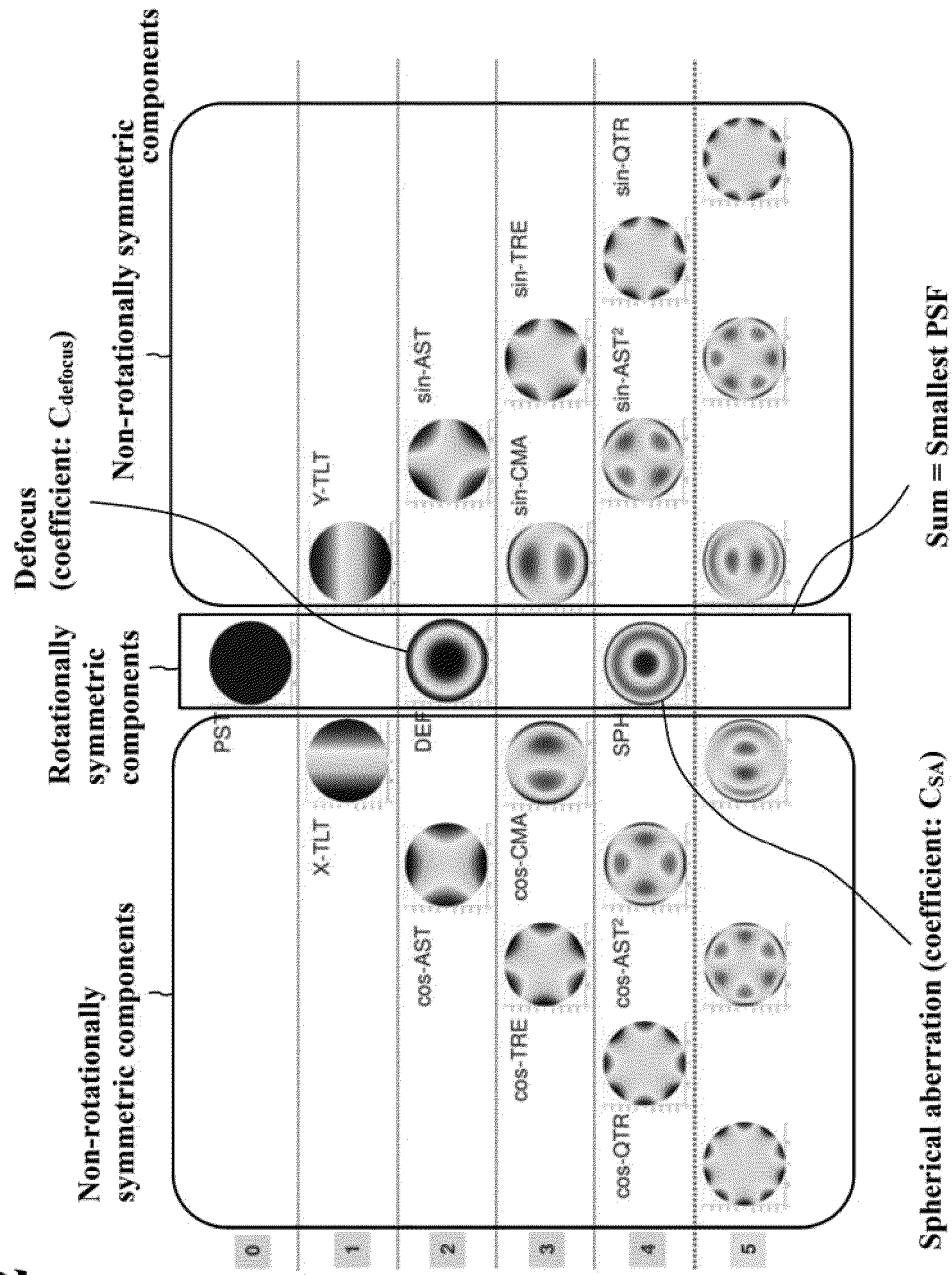 Non-rotationally
symmetric components
Rotationally
symmetric
components
Defocus
(coefficient: C_defocus)
Non-rotationally symmetric
components
0
PST
1
X-TLT
Y-TLT
2
cos-AST
DEF
sin-AST
3
cos-TRE
cos-CMA
sin-CMA
sin-TRE
4
cos-QTR
cos-AST²
SPH
sin-AST²
sin-QTR
5
Spherical aberration (coefficient: C_SA)
Sum = Smallest PSF